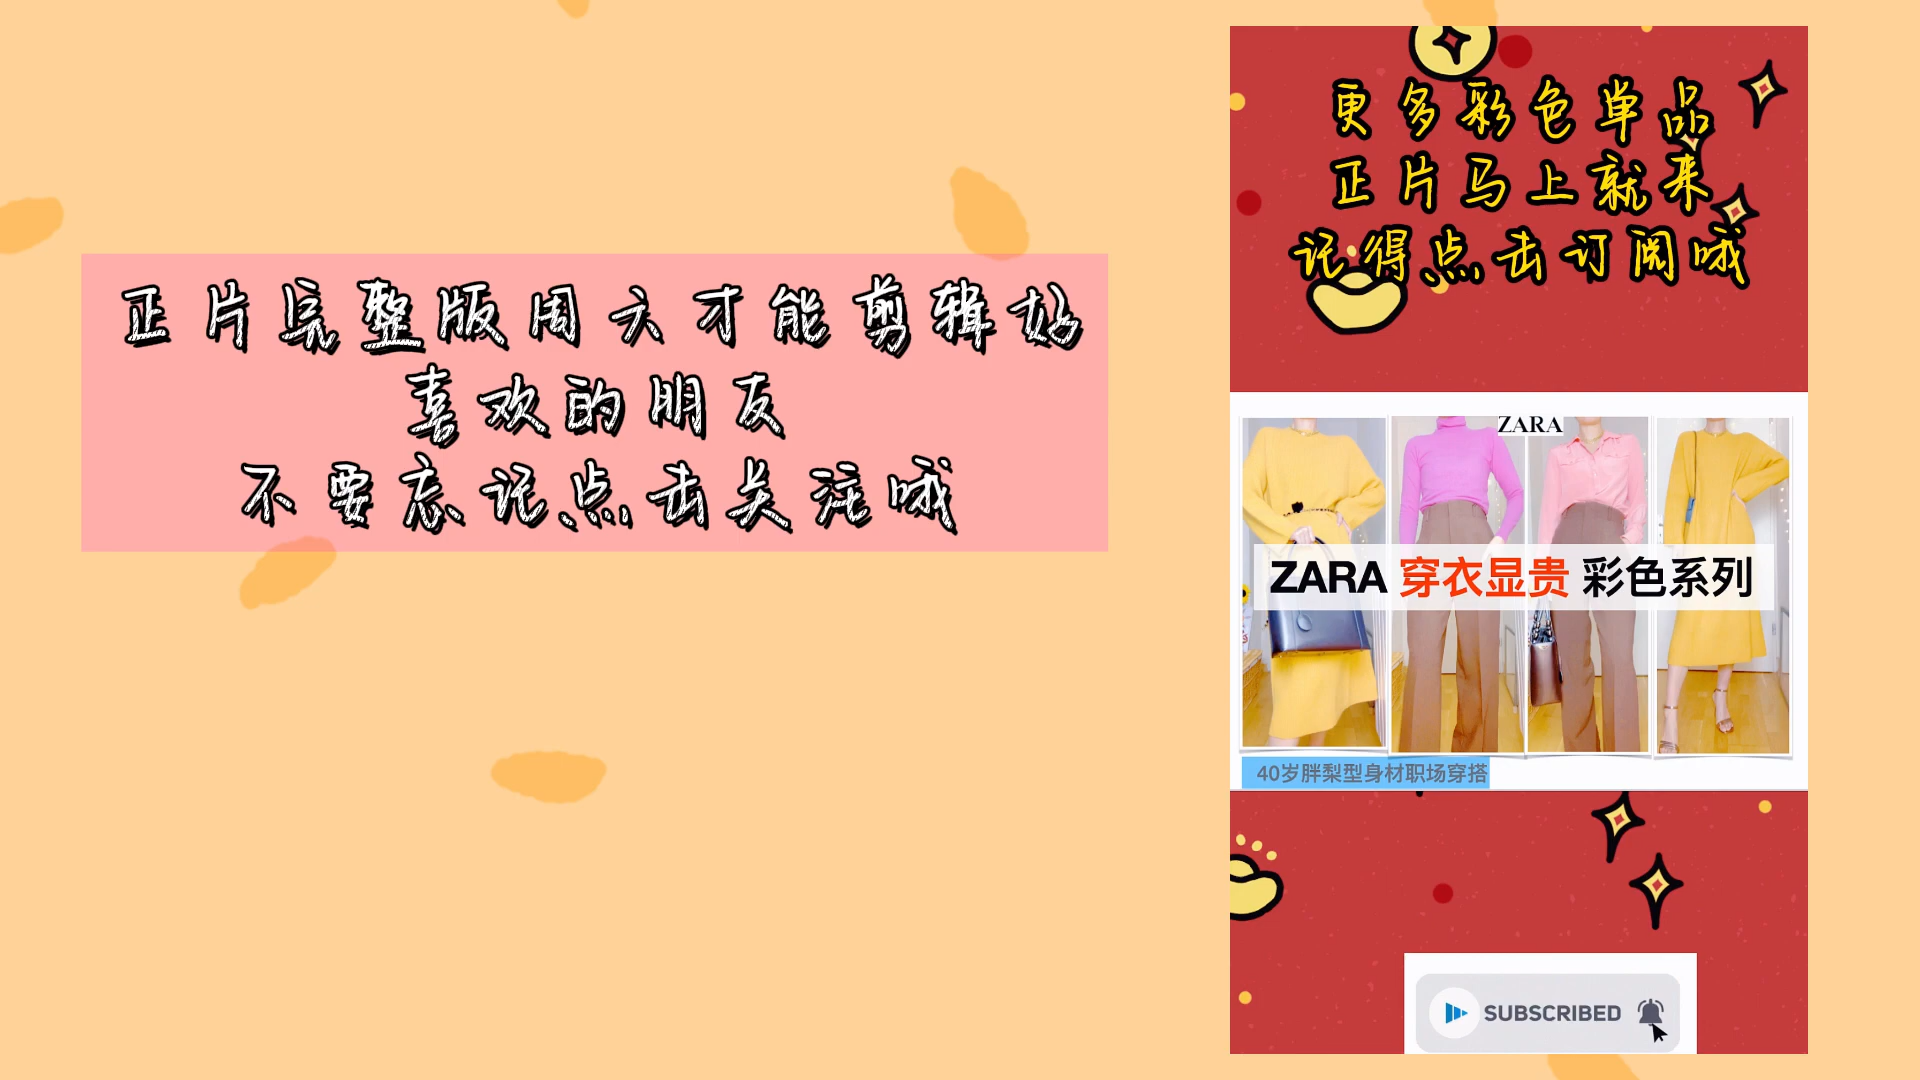 正片完整版周六才能剪辑好
喜欢的朋友
不要忘记点击关注哦
更多彩色单品
正片马上就来
记得点击订阅哦
ZARA
ZARA 穿衣显贵 彩色系列
40岁胖梨型身材职场穿搭
SUBSCRIBED